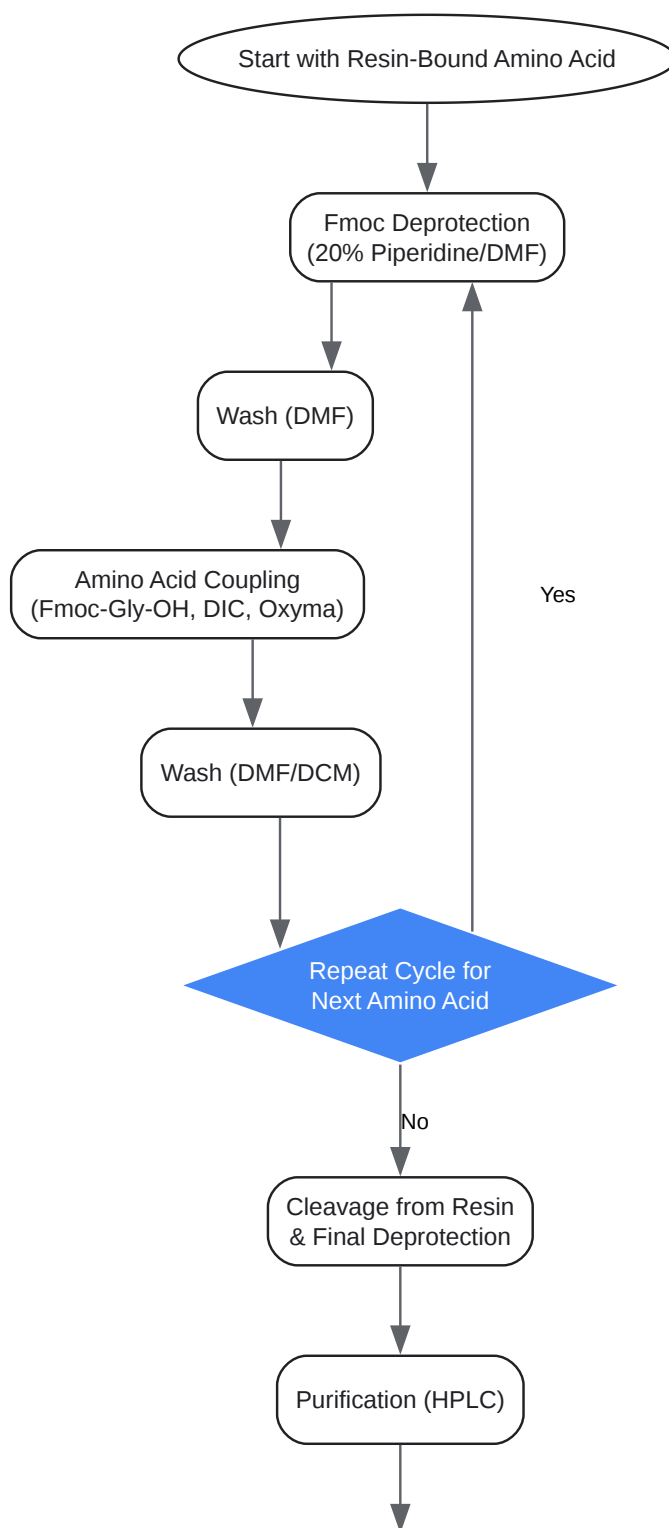 Start with Resin-Bound Amino Acid
Fmoc Deprotection
(20% Piperidine/DMF)
Wash (DMF)
Amino Acid Coupling
(Fmoc-Gly-OH, DIC, Oxyma)
Yes
Wash (DMF/DCM)
Repeat Cycle for
Next Amino Acid
No
Cleavage from Resin
& Final Deprotection
Purification (HPLC)